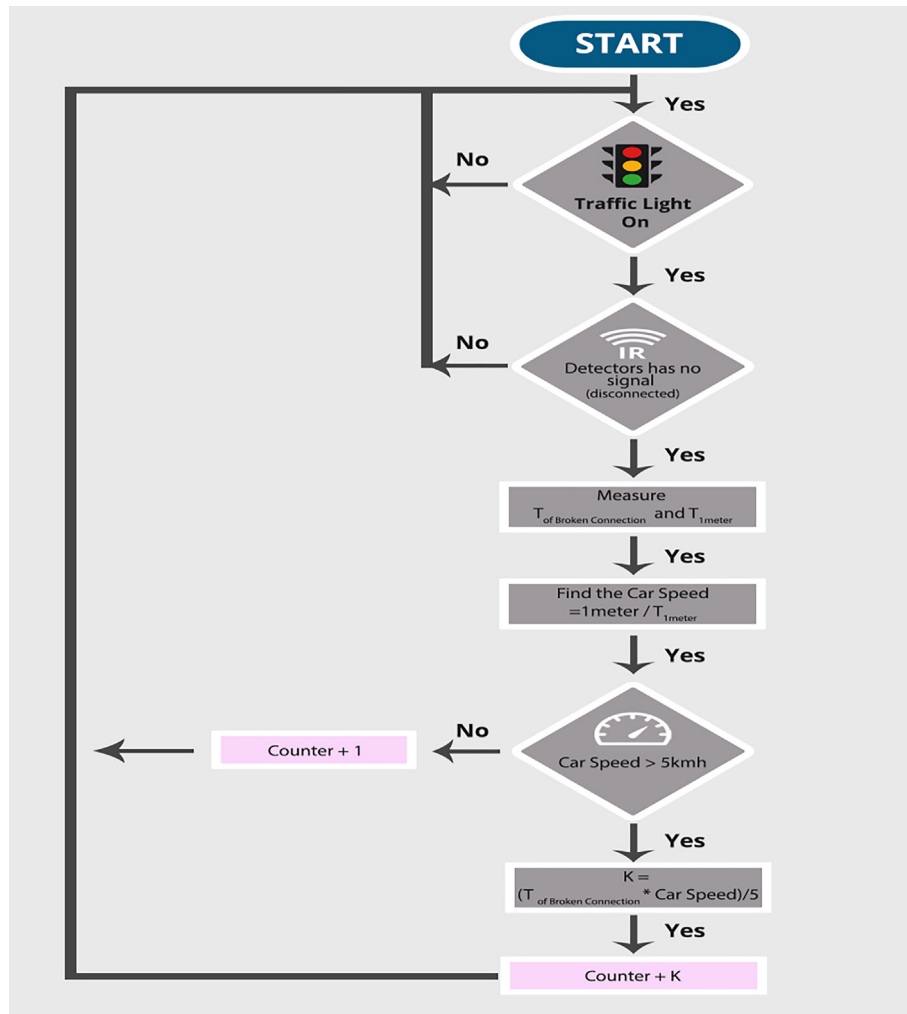 START
Yes
No
Traffic Light
On
Yes
No
IR
Detectors has no
signal
(disconnected)
Yes
Measure
T of Broken Connection and T 1meter
Yes
Find the Car Speed
=1meter / T 1meter
Yes
No
Counter + 1
Car Speed > 5kmh
Yes
K =
(T of Broken Connection * Car Speed)/5
Yes
Counter + K